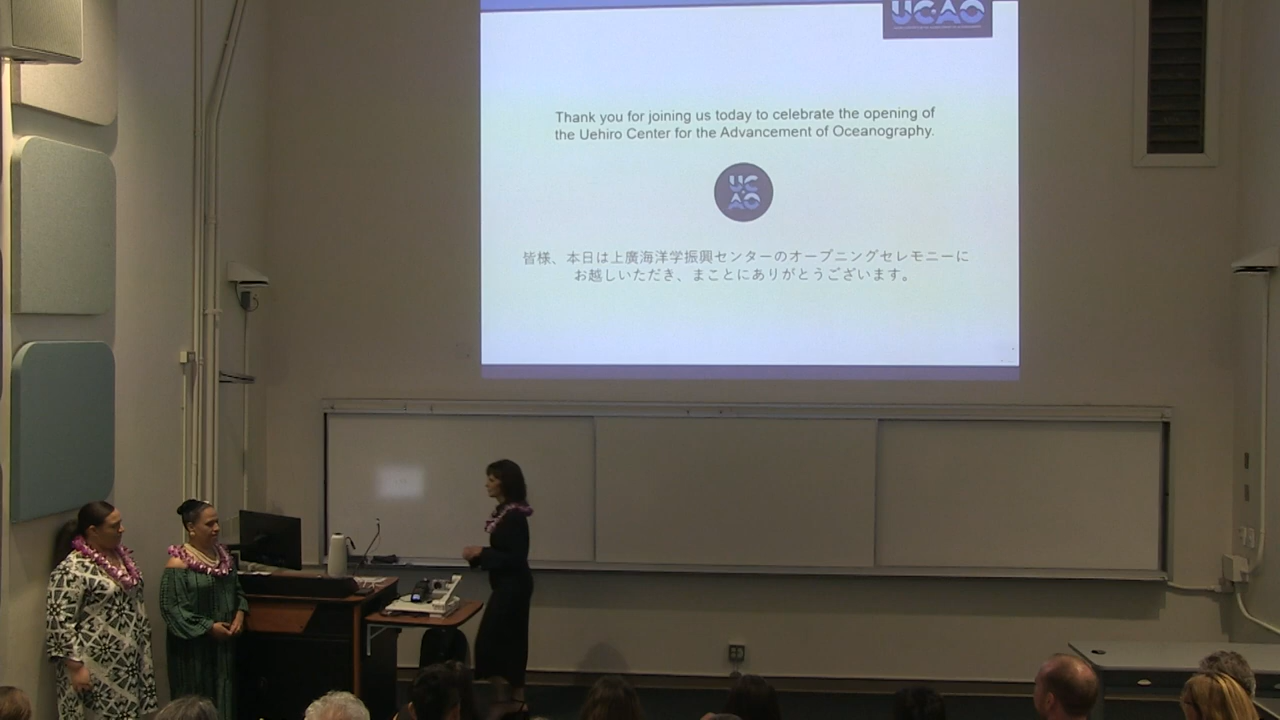 UCAO
Thank you for joining us today to celebrate the opening of
the Uehiro Center for the Advancement of Oceanography.
UC
AO
皆様、本日は上廣海洋学振興センターのオープニングセレモニーに
お越しいただき、まことにありがとうございます。